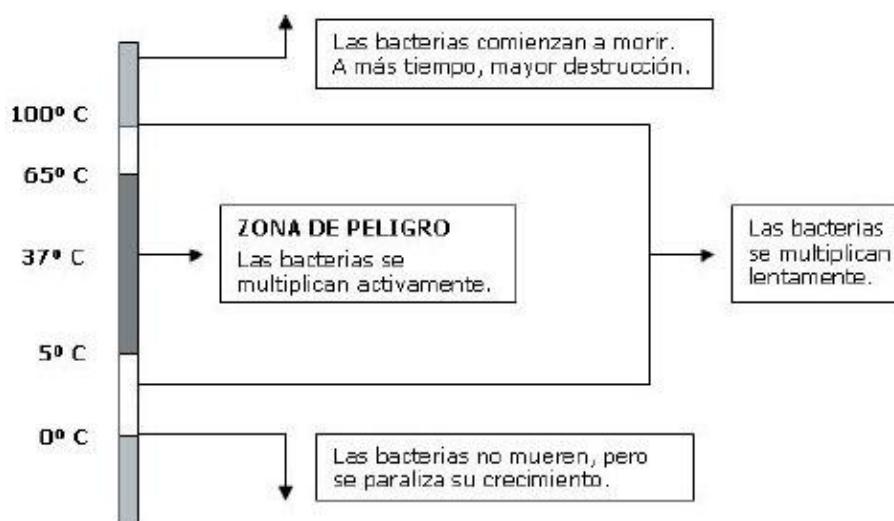 Las bacterias comienzan a morir.
A más tiempo, mayor destrucción.
100º C
65º C
ZONA DE PELIGRO
Las bacterias se
multiplican activamente.
37º C
Las bacterias
se multiplican
lentamente.
5º C
0º C
Las bacterias no mueren, pero
se paraliza su crecimiento.